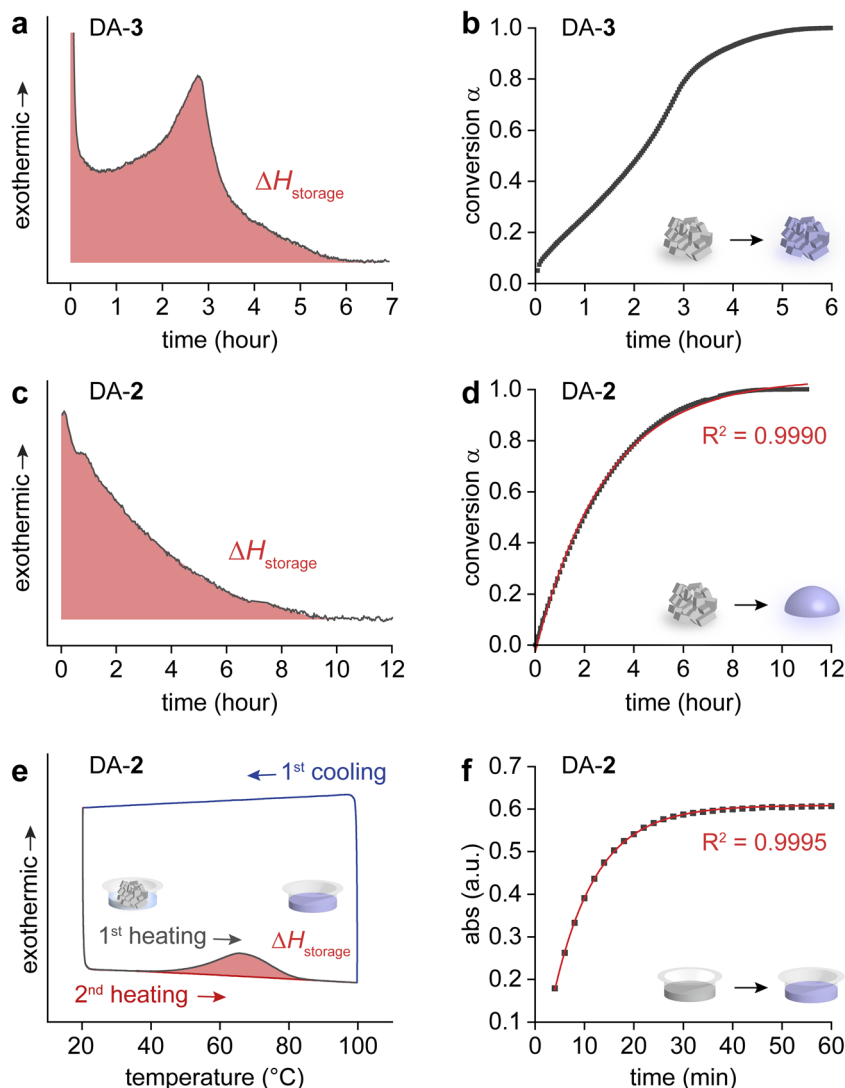 a DA-3
exothermic →
ΔHstorage
0 1 2 3 4 5 6 7
time (hour)
b DA-3
conversion α
1.0
0.8
0.6
0.4
0.2
0.0
0 1 2 3 4 5 6
time (hour)
c DA-2
exothermic →
ΔHstorage
0 2 4 6 8 10 12
time (hour)
d DA-2
conversion α
1.0
0.8
0.6
0.4
0.2
0.0
R² = 0.9990
0 2 4 6 8 10 12
time (hour)
e DA-2
exothermic →
← 1st cooling
1st heating →
ΔHstorage
2nd heating →
20 40 60 80 100
temperature (°C)
f DA-2
abs (a.u.)
0.7
0.6
0.5
0.4
0.3
0.2
0.1
R² = 0.9995
0 10 20 30 40 50 60
time (min)